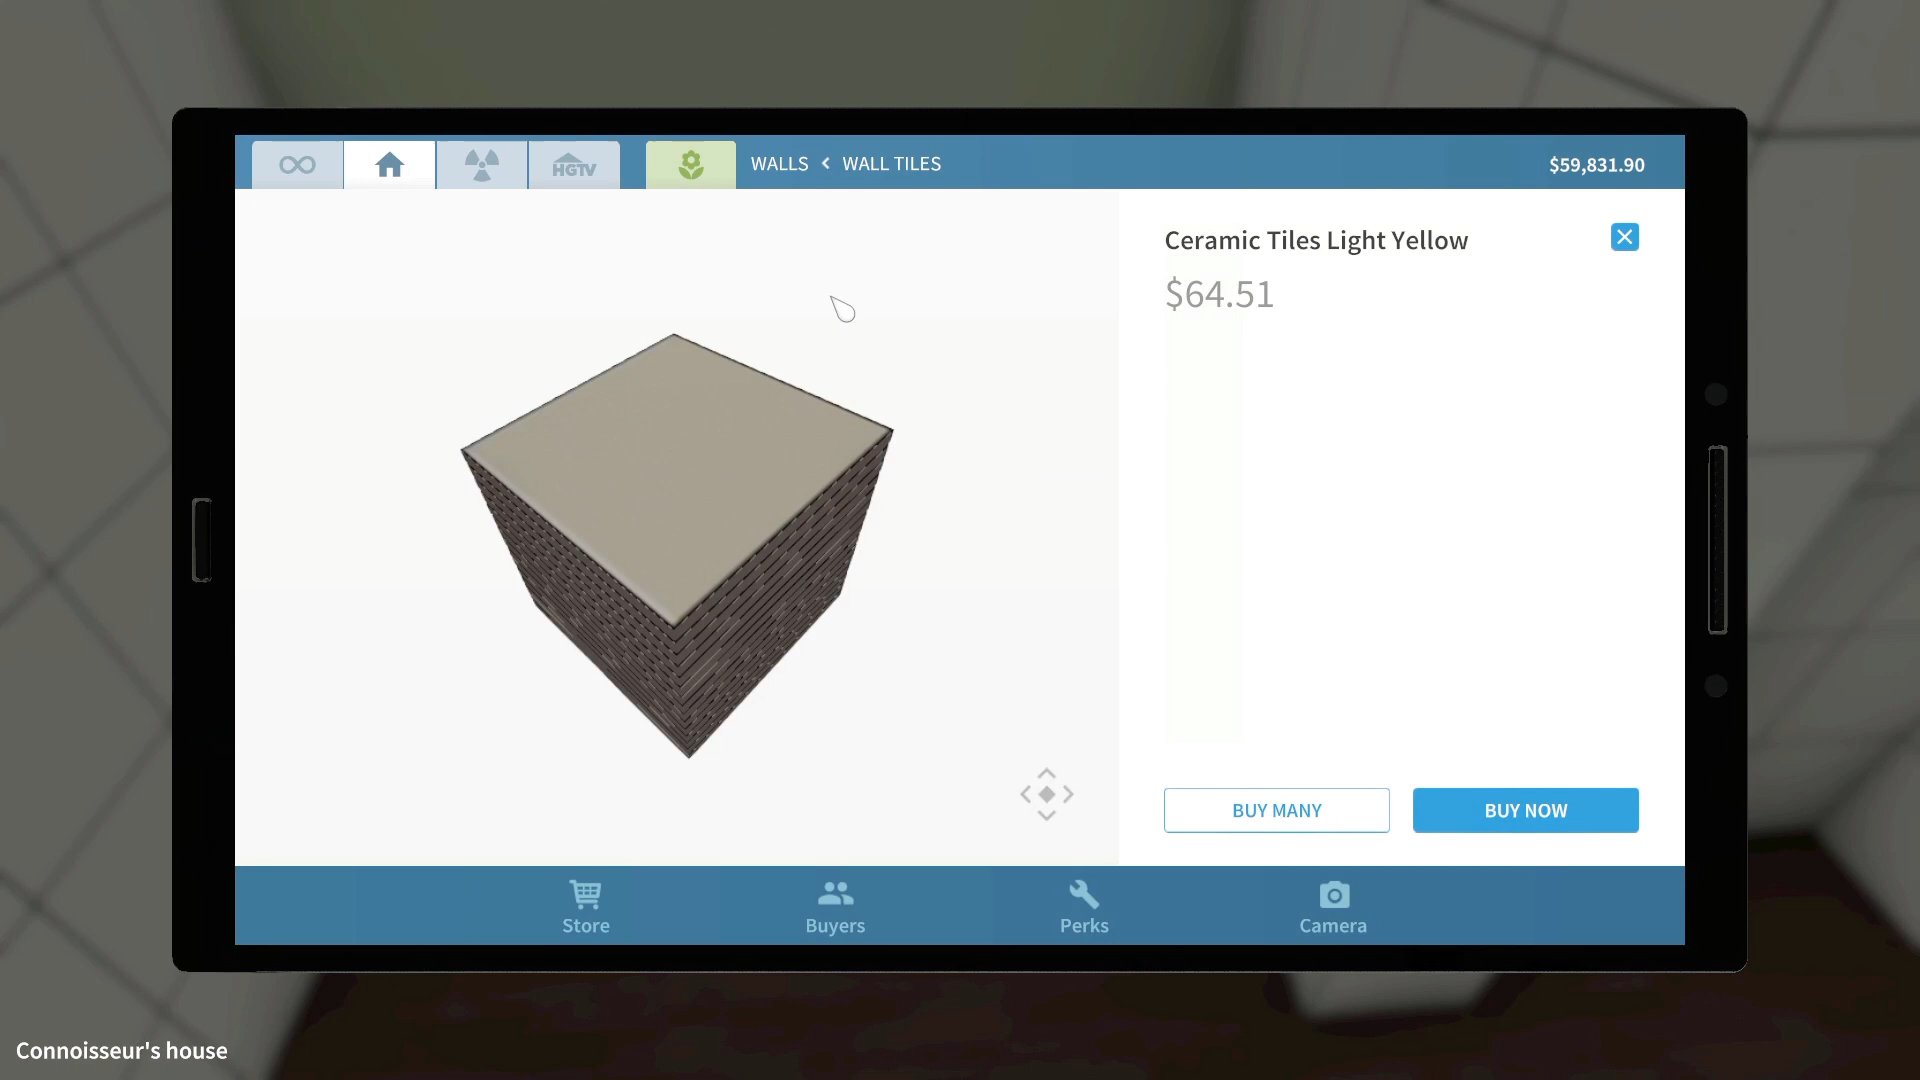 HGTV
WALLS < WALL TILES
$59,831.90
Ceramic Tiles Light Yellow
$64.51
BUY MANY
BUY NOW
Store
Buyers
Perks
Camera
Connoisseur's house